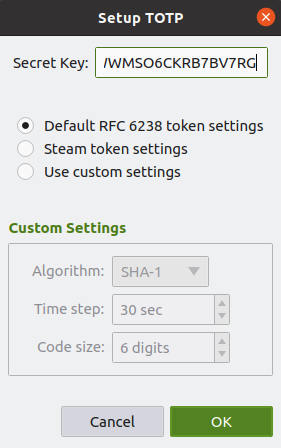 Setup TOTP
Secret Key: /WMSO6CKRB7BV7RG
Default RFC 6238 token settings
Steam token settings
Use custom settings
Custom Settings
Algorithm: SHA-1
Time step: 30 sec
Code size: 6 digits
Cancel OK